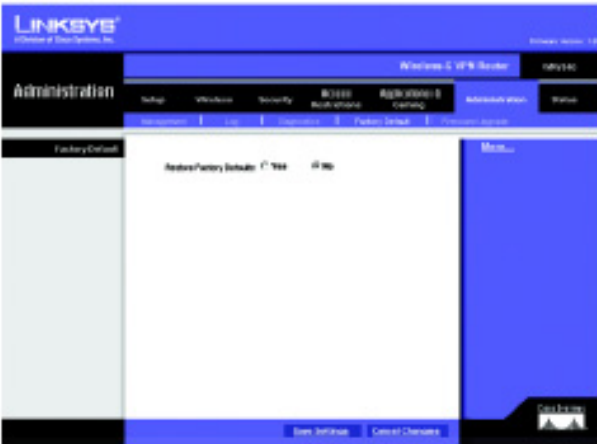 LINKSYS®
A Division of Cisco Systems, Inc.
Firmware Version:
Wireless-G VPN Router
Administration
Setup
Wireless
Security
Access Restrictions
Applications & Gaming
Administration
Status
Management
Log
Diagnostics
Factory Default
Firmware Upgrade
Factory Default
Restore Factory Defaults:
Yes
No
More...
Save Settings
Cancel Changes
Cisco Systems